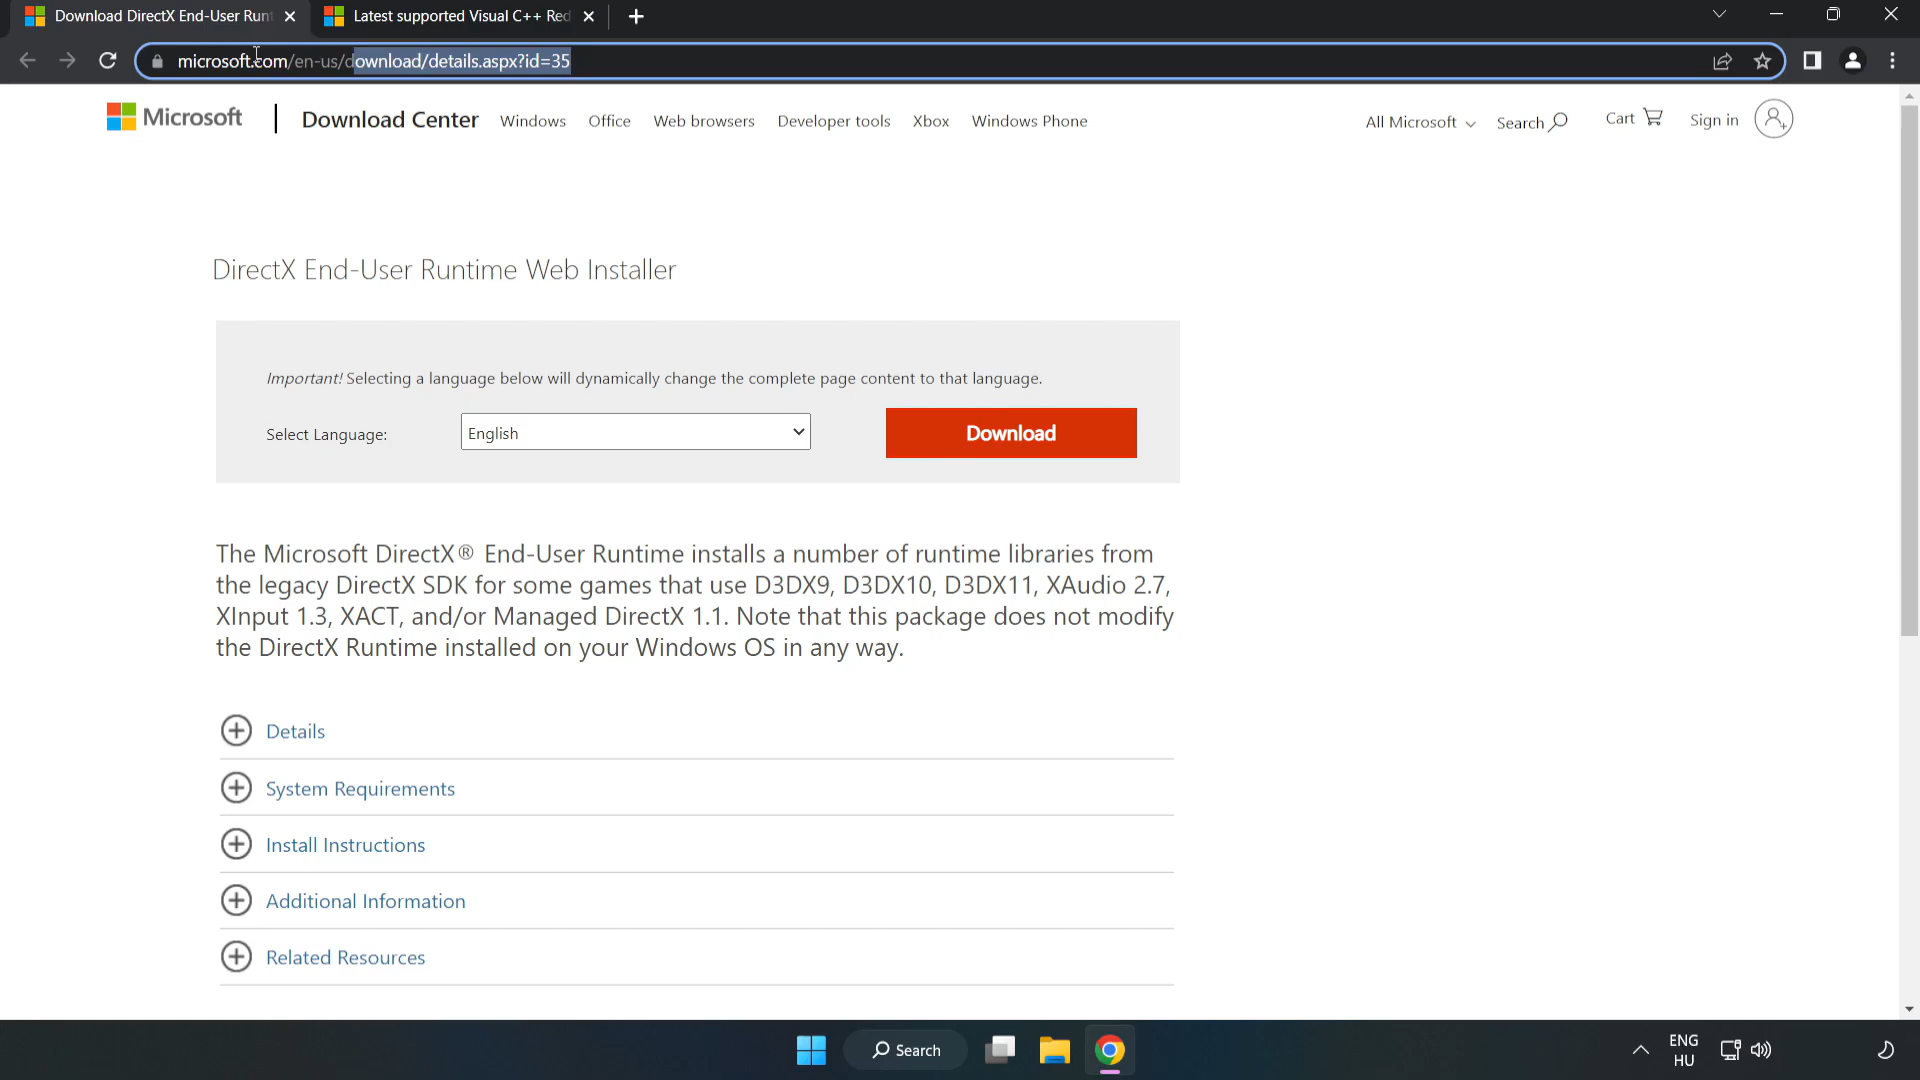 Download DirectX End-User Runt
Latest supported Visual C++ Red
microsoft.com/en-us/download/details.aspx?id=35
Microsoft
Download Center
Windows
Office
Web browsers
Developer tools
Xbox
Windows Phone
All Microsoft
Search
Cart
Sign in
DirectX End-User Runtime Web Installer
Important! Selecting a language below will dynamically change the complete page content to that language.
Select Language:
English
Download
The Microsoft DirectX® End-User Runtime installs a number of runtime libraries from
the legacy DirectX SDK for some games that use D3DX9, D3DX10, D3DX11, XAudio 2.7,
XInput 1.3, XACT, and/or Managed DirectX 1.1. Note that this package does not modify
the DirectX Runtime installed on your Windows OS in any way.
Details
System Requirements
Install Instructions
Additional Information
Related Resources
Search
ENG
HU